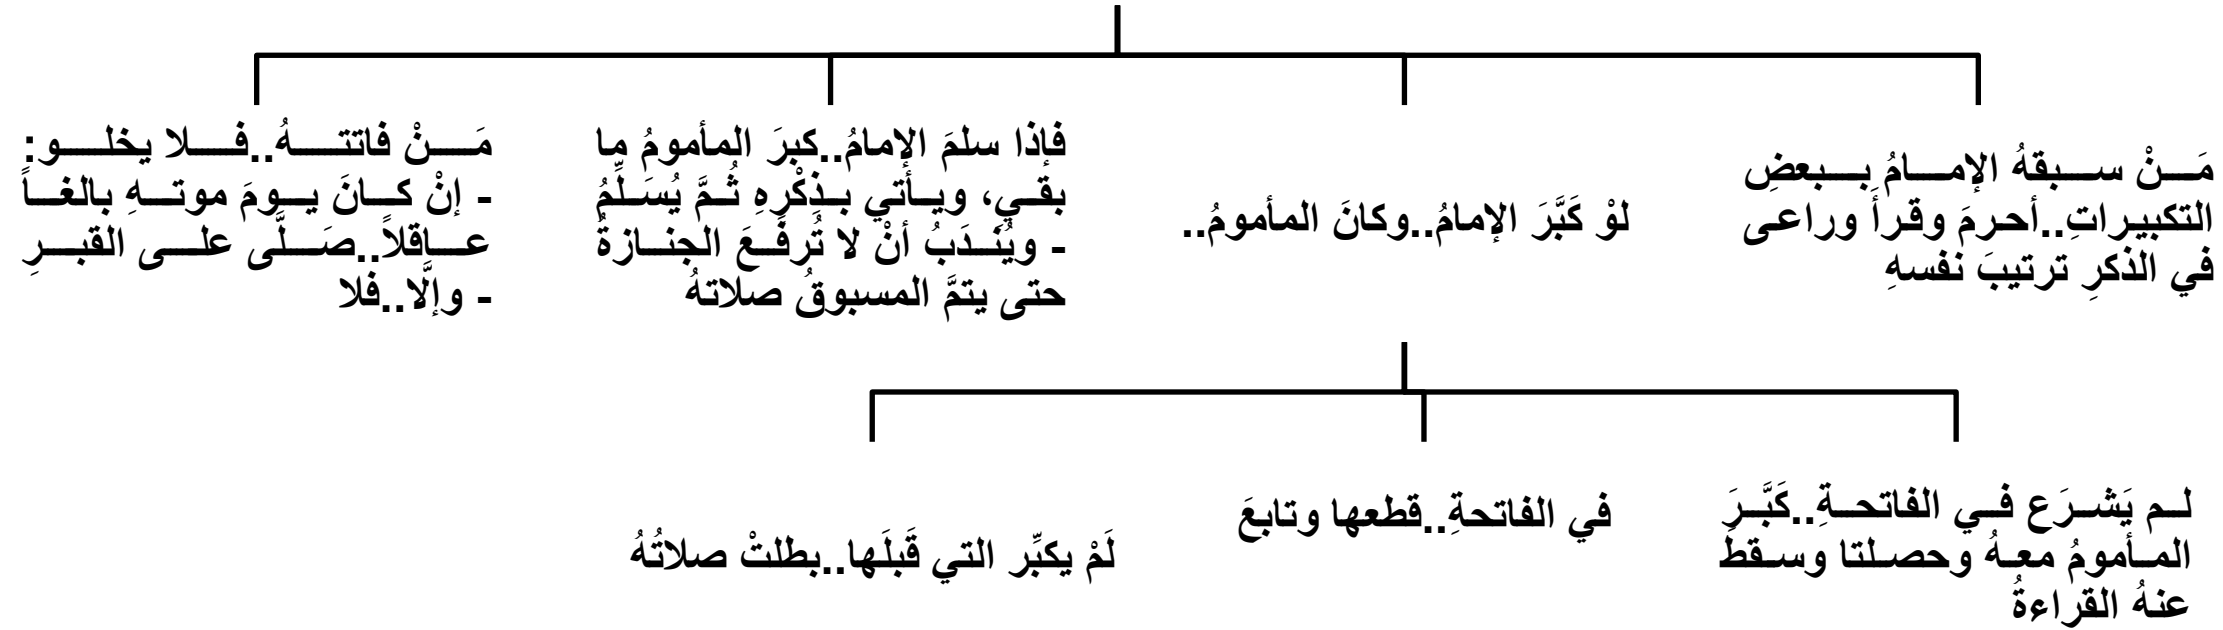 مَنْ سبقهُ الإمامُ ببعضِ
التكبيراتِ..أحرمَ وقرأَ وراعى
في الذكرِ ترتيبَ نفسهِ
لوْ كَبَّرَ الإمامُ..وكانَ المأمومُ..
فإذا سلمَ الإمامُ..كبرَ المأمومُ ما
بقي، ويأتي بذِكْرِهِ ثُمَّ يُسَلِّمُ
- ويُنْدَبُ أنْ لا تُرفَعَ الجنازةُ
حتى يتمَّ المسبوقُ صلاتهُ
مَنْ فاتتهُ..فلا يخلو:
- إنْ كانَ يومَ موتهِ بالغاً
عاقلاً..صَلَّى على القبرِ
- وإلَّا..فلا
لم يَشرَع في الفاتحةِ..كَبَّرَ
المأمومُ معهُ وحصلتا وسقطَ
عنهُ القراءةُ
في الفاتحةِ..قطعها وتابعَ
لَمْ يكبِّر التي قَبلَها..بطلتْ صلاتُهُ